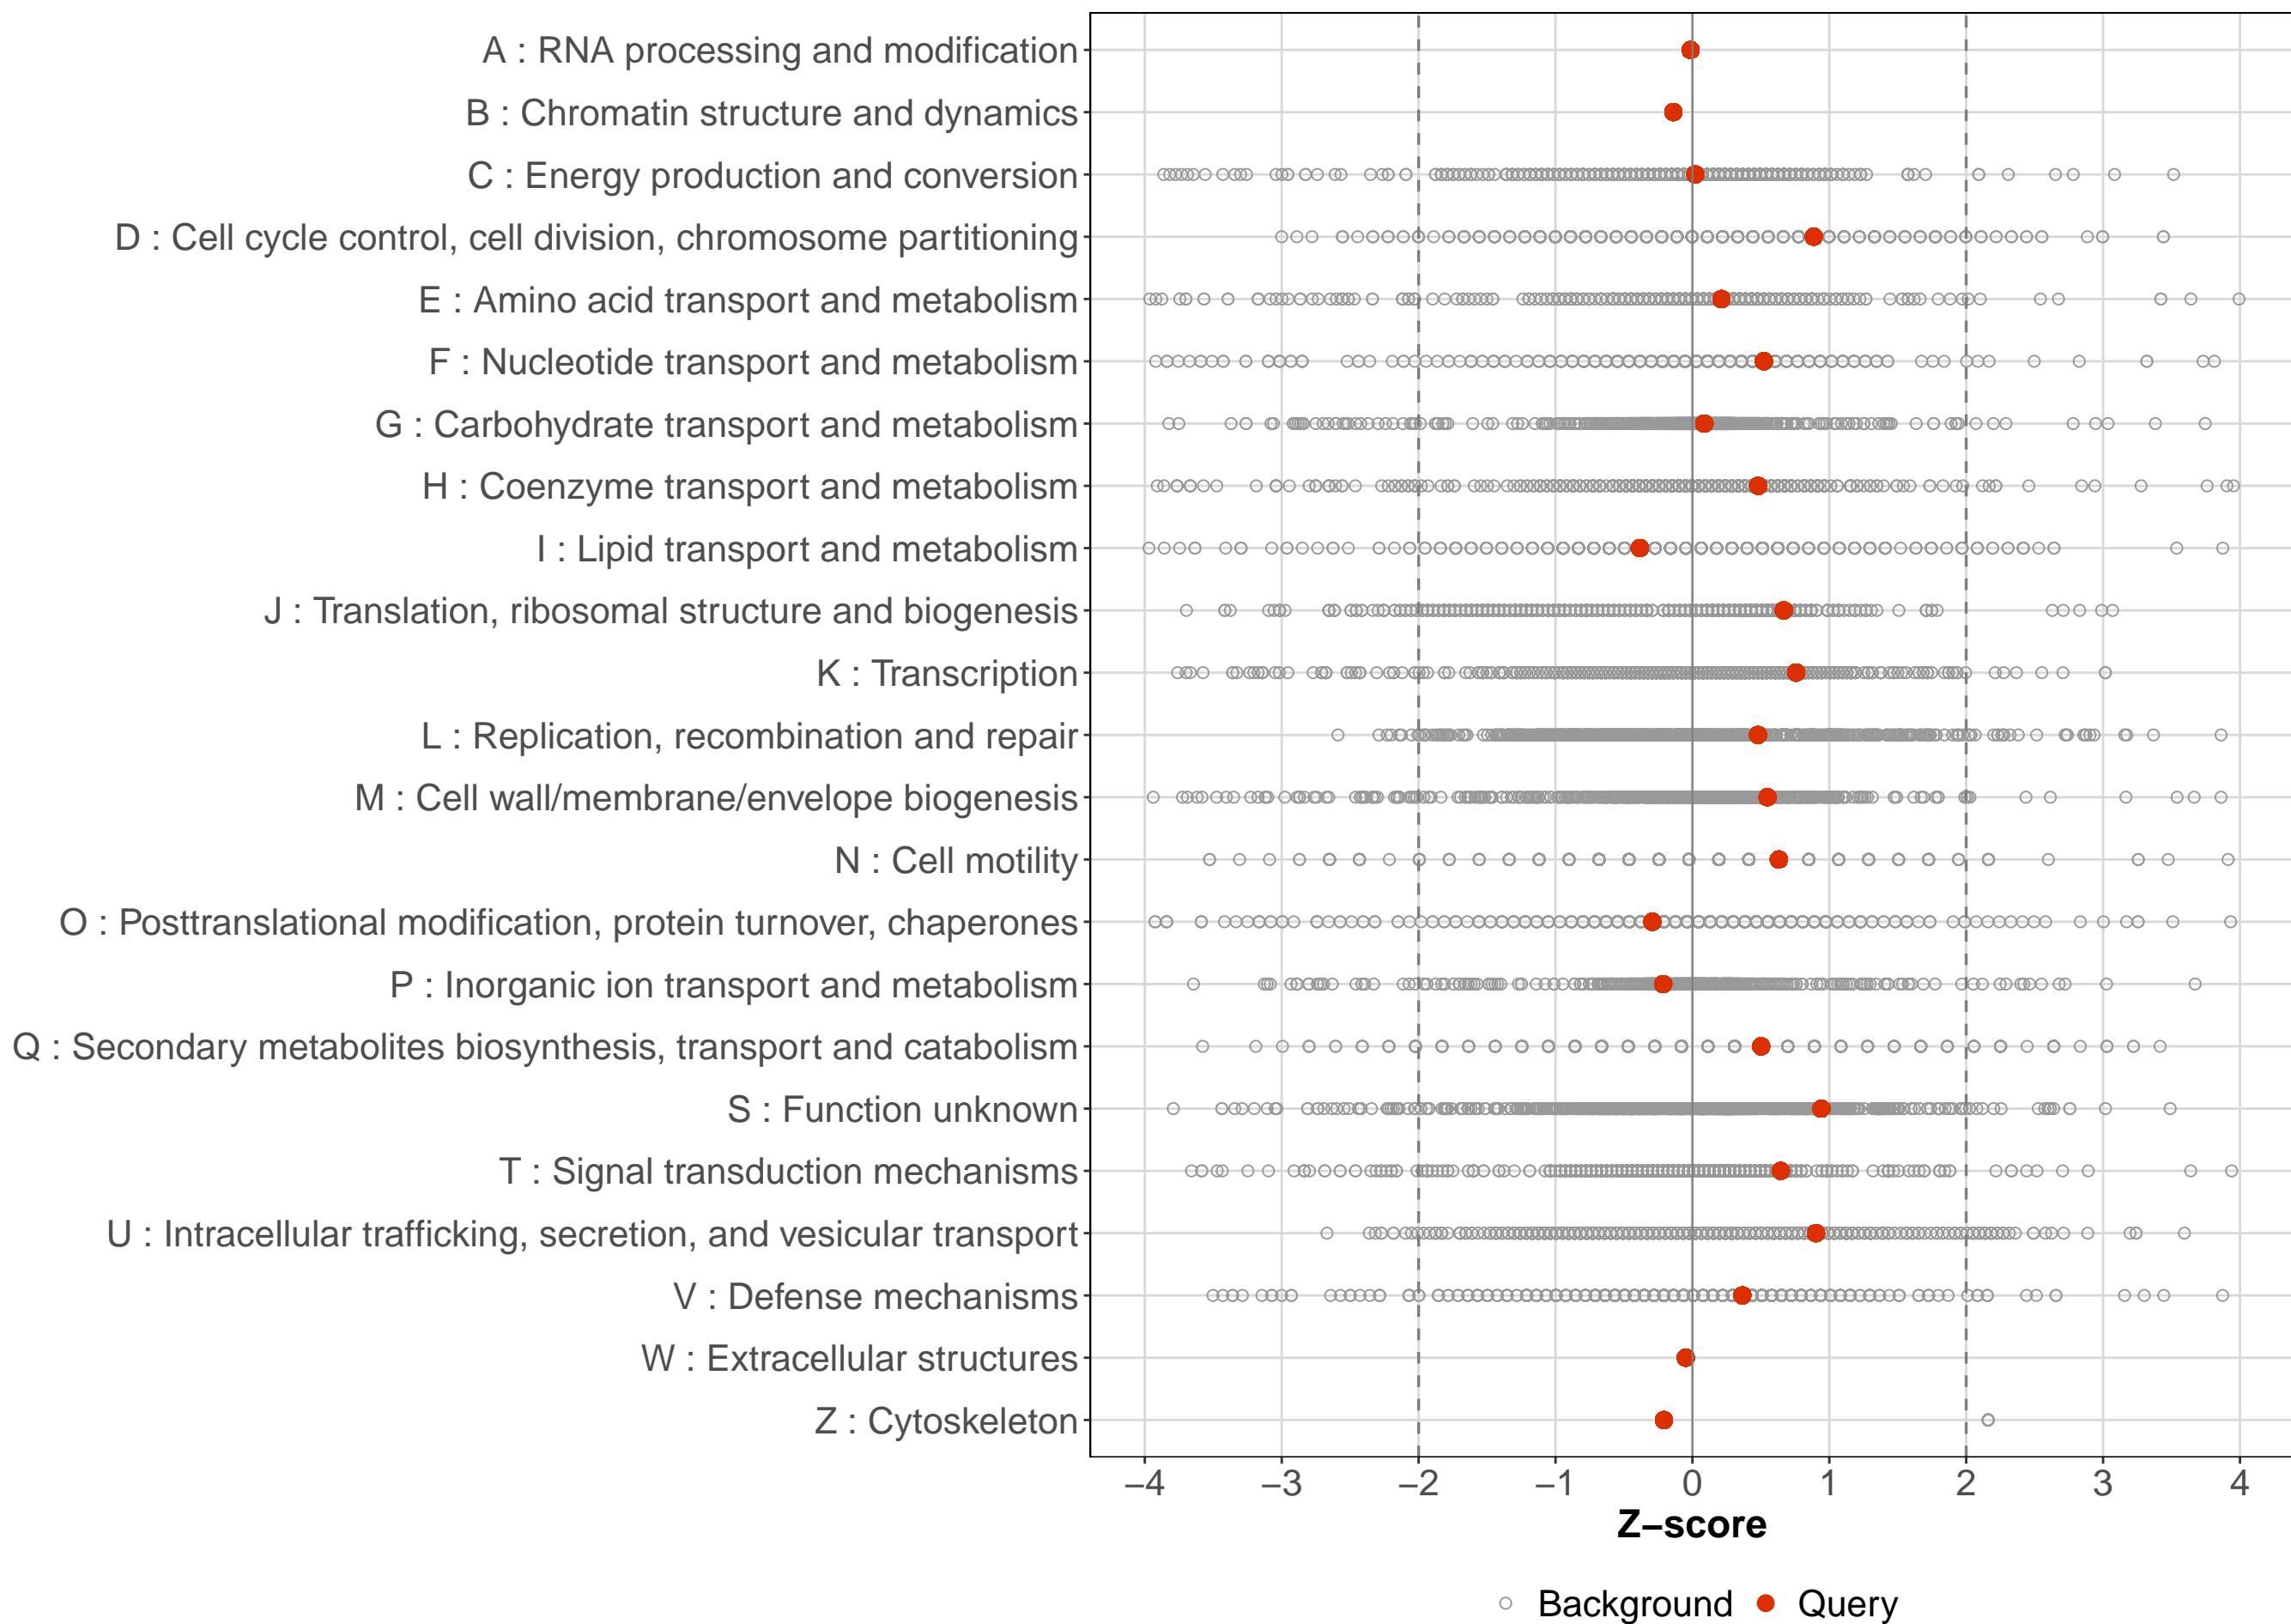 A : RNA processing and modification
B : Chromatin structure and dynamics
C : Energy production and conversion
D : Cell cycle control, cell division, chromosome partitioning
E : Amino acid transport and metabolism
F : Nucleotide transport and metabolism
G : Carbohydrate transport and metabolism
H : Coenzyme transport and metabolism
I : Lipid transport and metabolism
J : Translation, ribosomal structure and biogenesis
K : Transcription
L : Replication, recombination and repair
M : Cell wall/membrane/envelope biogenesis
N : Cell motility
O : Posttranslational modification, protein turnover, chaperones
P : Inorganic ion transport and metabolism
Q : Secondary metabolites biosynthesis, transport and catabolism
S : Function unknown
T : Signal transduction mechanisms
U : Intracellular trafficking, secretion, and vesicular transport
V : Defense mechanisms
W : Extracellular structures
Z : Cytoskeleton
−4 −3 −2 −1 0 1 2 3 4
Z−score
Background Query